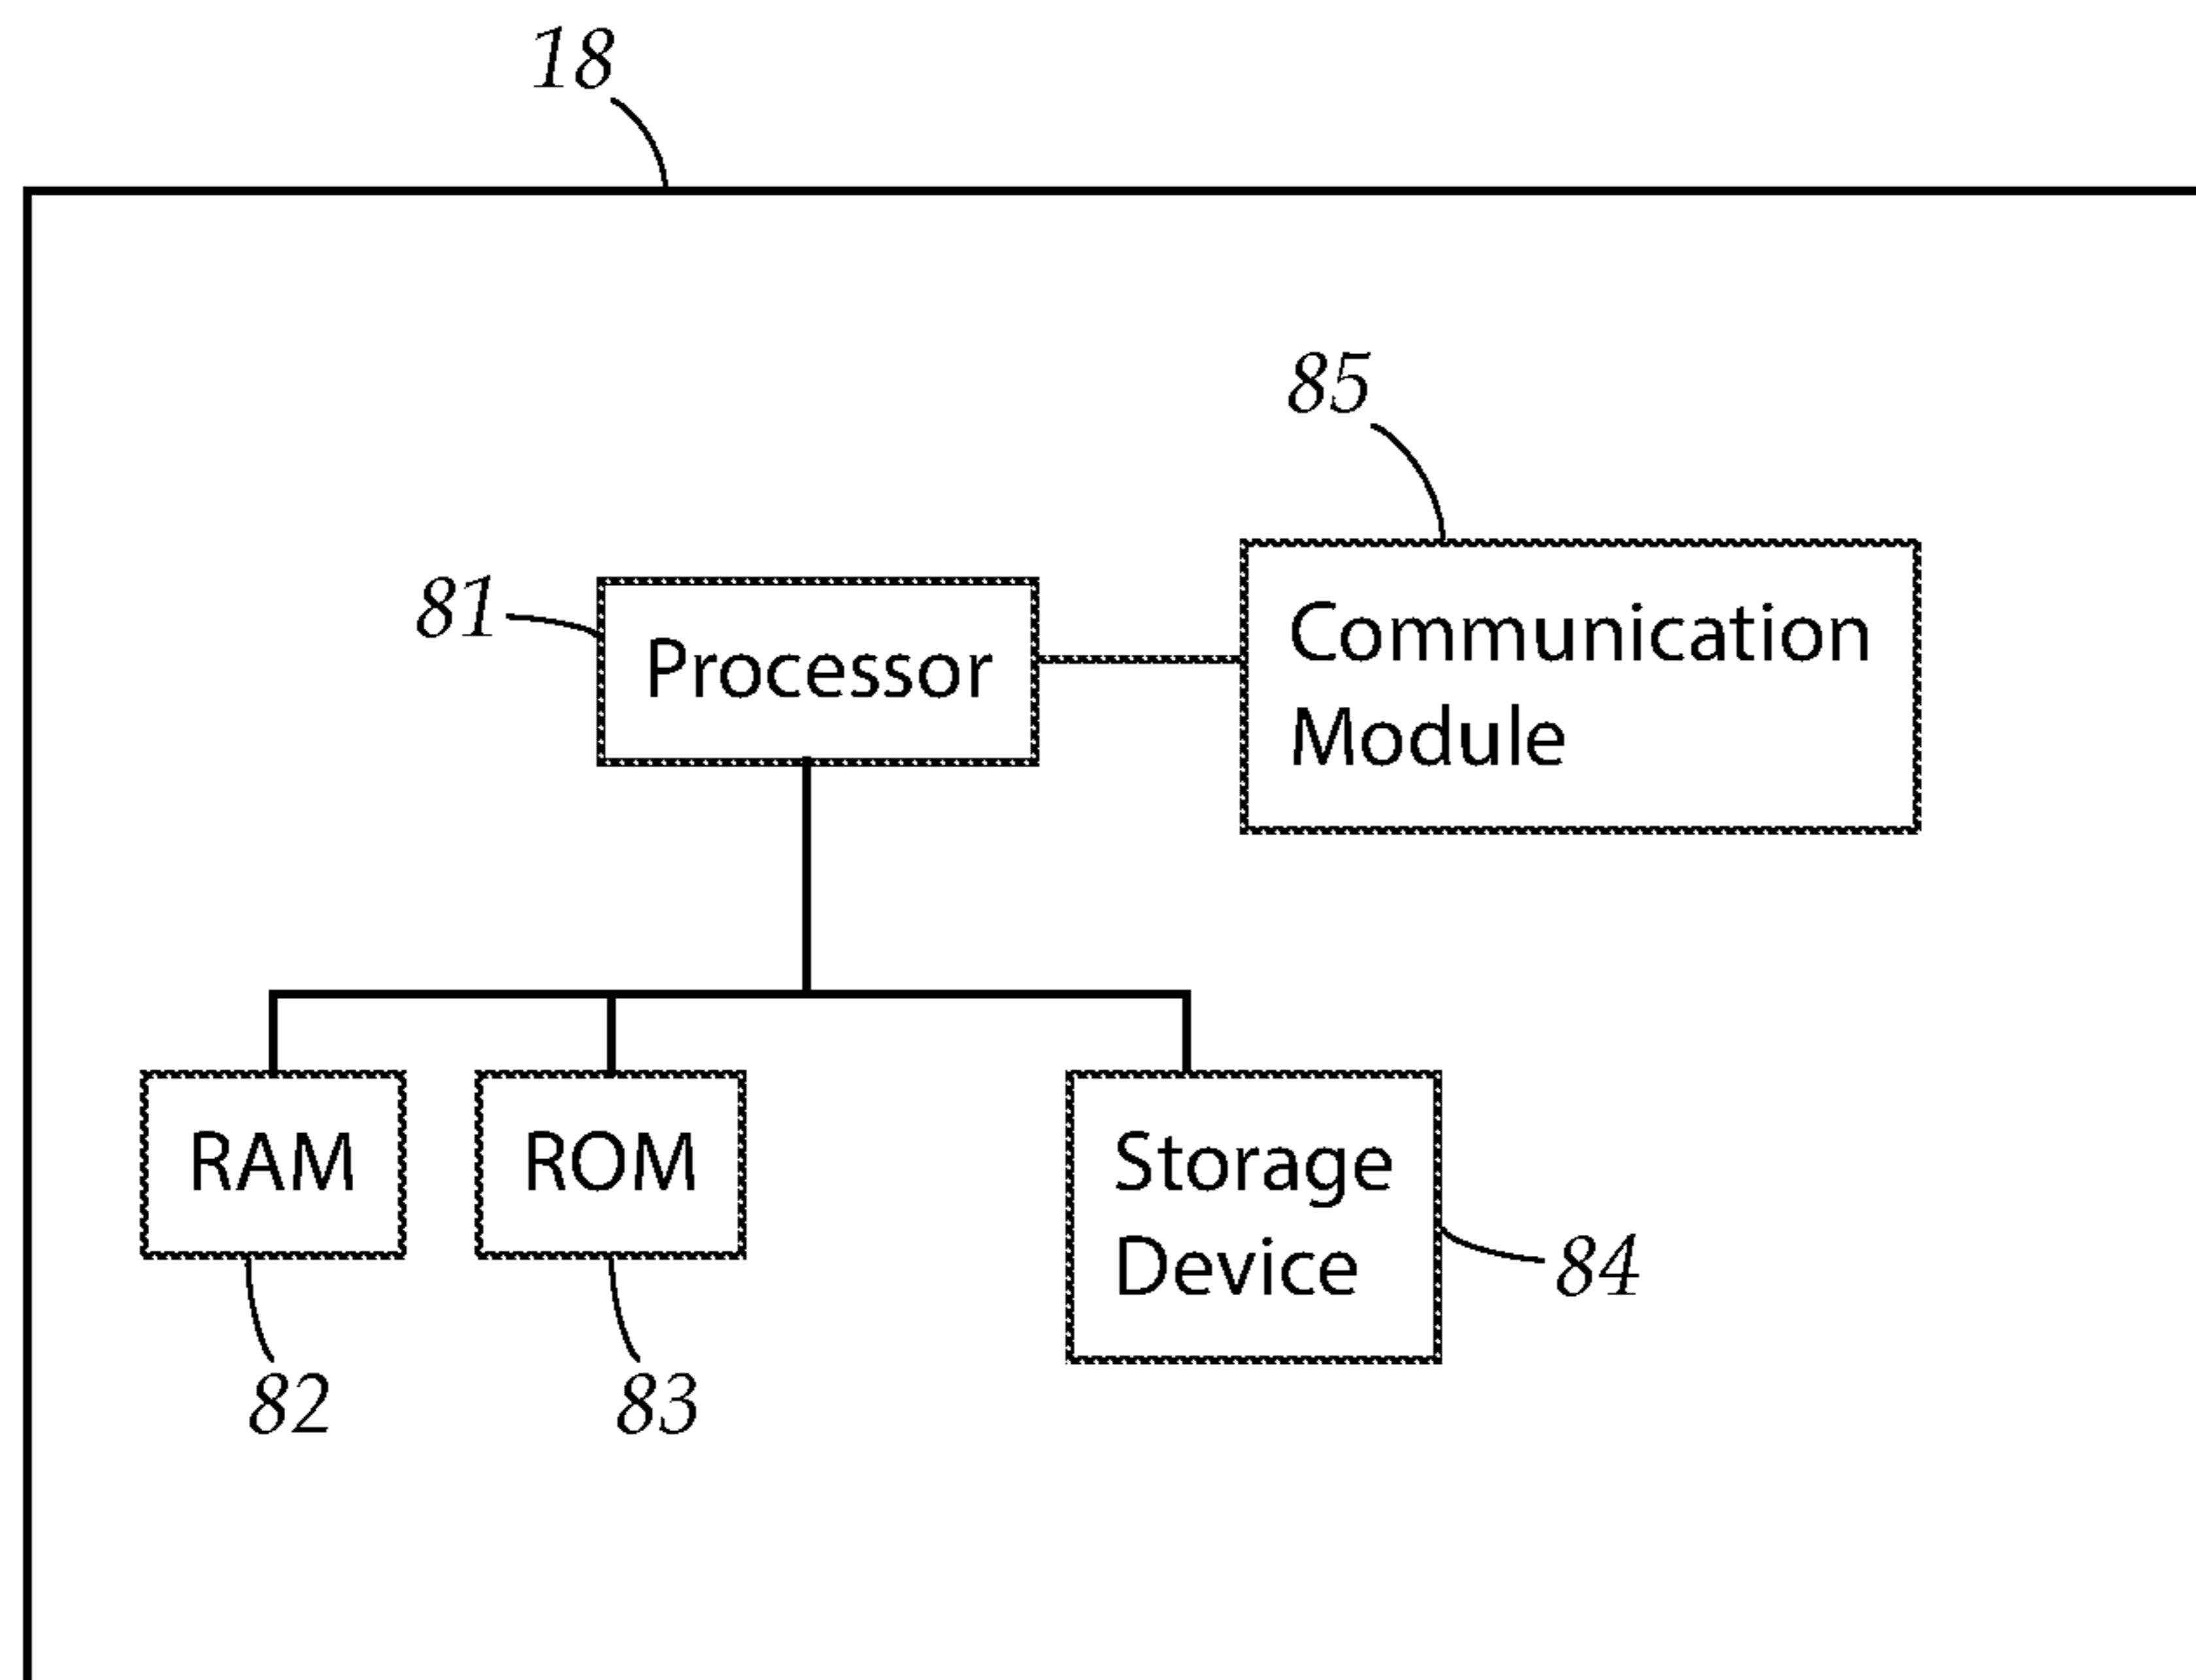 18
85
81
Processor
Communication
Module
RAM
ROM
Storage
Device
84
82
83